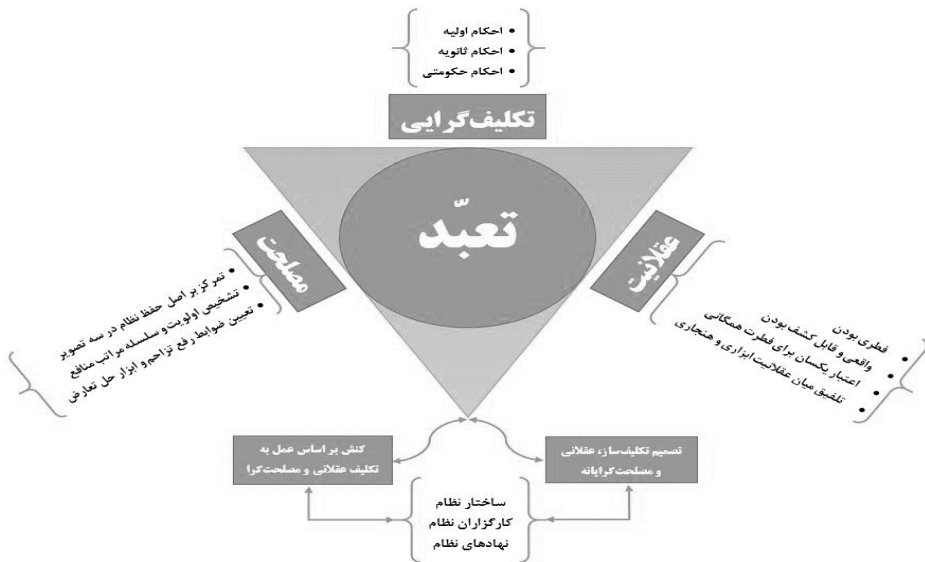 احکام اولیه
احکام ثانویه
احکام حکومتی
تکلیف‌گرایی
تعبّد
عقلانیت
فطری بودن
واقعی و قابل کشف بودن
اعتبار یکسان برای فطرت همگانی
تلفیق میان عقلانیت ابزاری و هنجاری
مصلحت
تمرکز بر اصل حفظ نظام در سه تصویر
تشخیص اولویت و سلسله مراتب منافع
تعیین ضوابط رفع تزاحم و ابزار حل تعارض
تصمیم تکلیف‌ساز، عقلانی
و مصلحت‌گرایانه
کنش بر اساس عمل به
تکلیف عقلانی و مصلحت‌گرا
ساختار نظام
کارگزاران نظام
نهادهای نظام